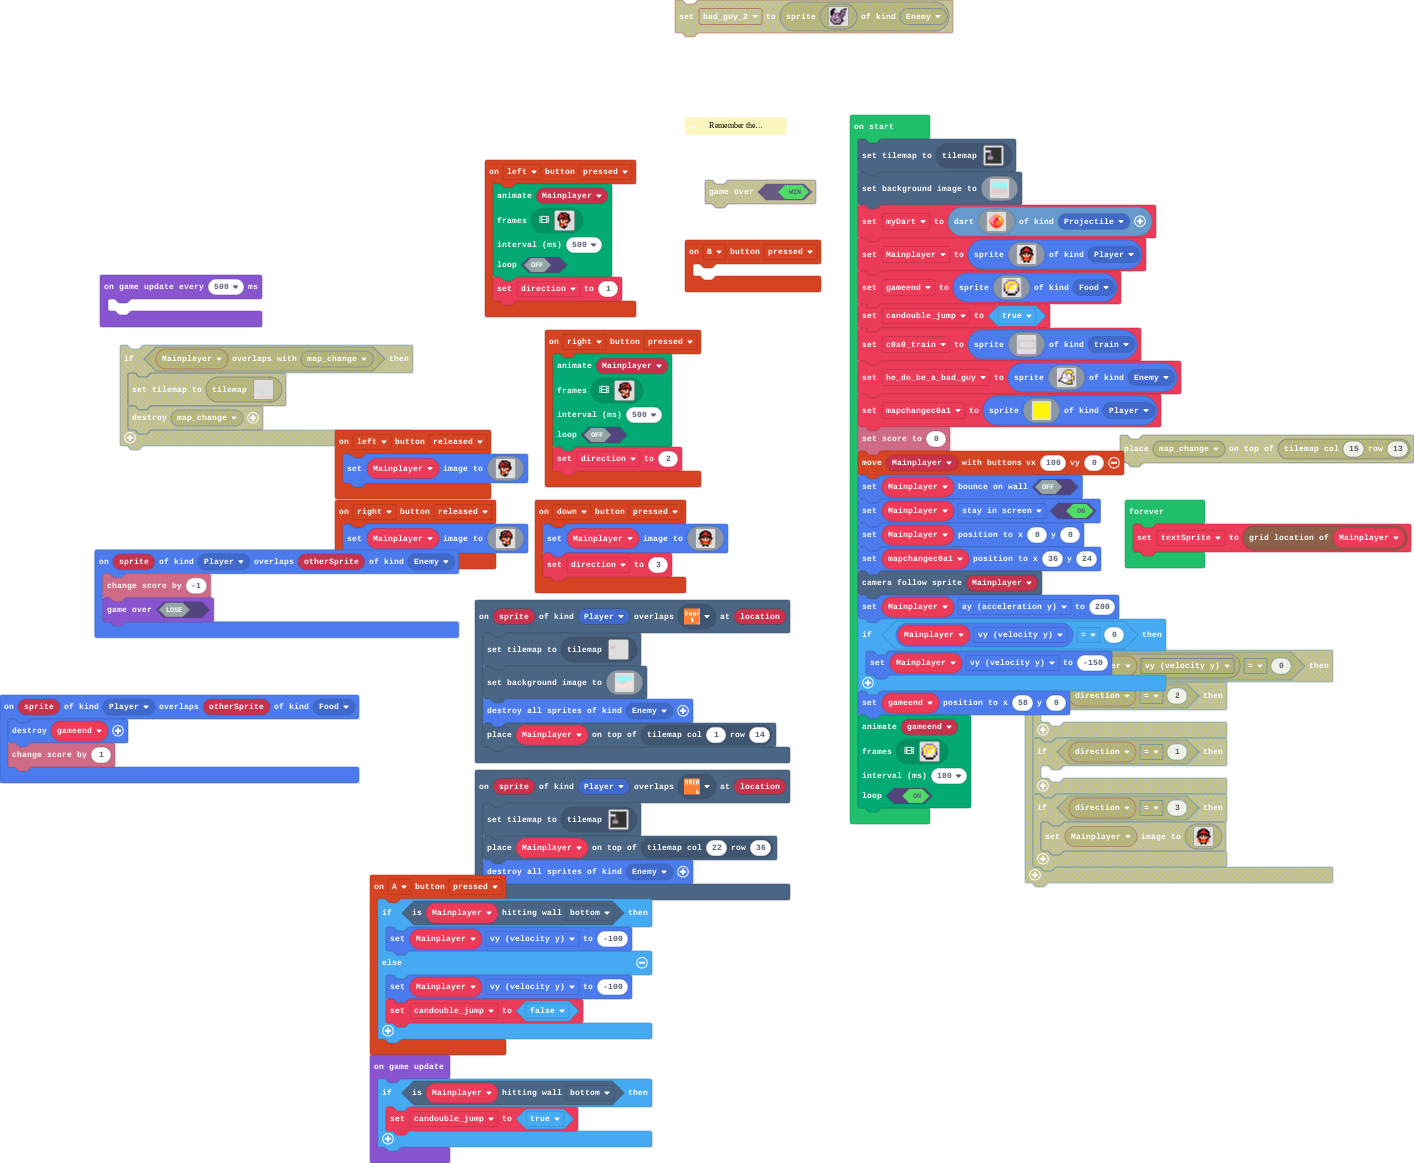 set bad_guy_2 to sprite of kind Enemy
Remember the...
game over WIN
on B button pressed
on left button pressed
animate Mainplayer
frames
interval (ms) 500
loop OFF
set direction to 1
on game update every 500 ms
if Mainplayer overlaps with map_change then
set tilemap to tilemap
destroy map_change
on right button pressed
animate Mainplayer
frames
interval (ms) 500
loop OFF
set direction to 2
on left button released
set Mainplayer image to
on right button released
set Mainplayer image to
on down button pressed
set Mainplayer image to
set direction to 3
on sprite of kind Player overlaps otherSprite of kind Enemy
change score by -1
game over LOSE
on sprite of kind Player overlaps otherSprite of kind Food
destroy gameend
change score by 1
on sprite of kind Player overlaps at location
set tilemap to tilemap
set background image to
destroy all sprites of kind Enemy
place Mainplayer on top of tilemap col 1 row 14
on sprite of kind Player overlaps at location
set tilemap to tilemap
place Mainplayer on top of tilemap col 22 row 36
destroy all sprites of kind Enemy
on A button pressed
if is Mainplayer hitting wall bottom then
set Mainplayer vy (velocity y) to -100
else
set Mainplayer vy (velocity y) to -100
set candouble_jump to false
on game update
if is Mainplayer hitting wall bottom then
set candouble_jump to true
on start
set tilemap to tilemap
set background image to
set myDart to dart of kind Projectile
set Mainplayer to sprite of kind Player
set gameend to sprite of kind Food
set candouble_jump to true
set c0a0_train to sprite of kind train
set he_do_be_a_bad_guy to sprite of kind Enemy
set mapchangec0a1 to sprite of kind Player
set score to 0
move Mainplayer with buttons vx 100 vy 0
set Mainplayer bounce on wall OFF
set Mainplayer stay in screen ON
set Mainplayer position to x 0 y 0
set mapchangec0a1 position to x 36 y 24
camera follow sprite Mainplayer
set Mainplayer ay (acceleration y) to 200
if Mainplayer vy (velocity y) = 0 then
set Mainplayer vy (velocity y) to -150
set gameend position to x 58 y 0
animate gameend
frames
interval (ms) 100
loop ON
place map_change on top of tilemap col 15 row 13
forever
set textSprite to grid location of Mainplayer
vy (velocity y) = 0 then
direction = 2 then
if direction = 1 then
if direction = 3 then
set Mainplayer image to